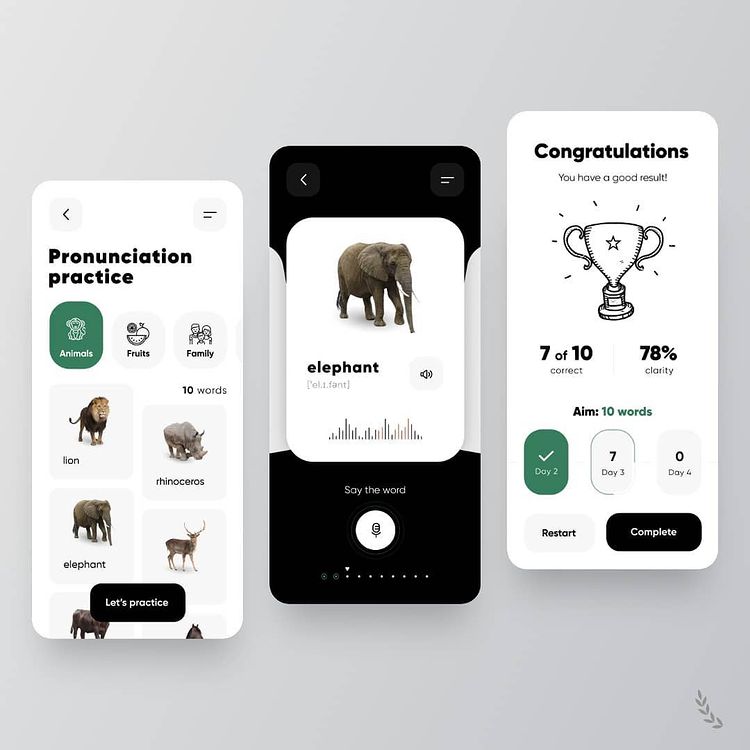 Pronunciation
practice
Animals
Fruits
Family
10 words
lion
rhinoceros
elephant
Let's practice
elephant
['el.ɪ.fənt]
Say the word
Congratulations
You have a good result!
7 of 10
correct
78%
clarity
Aim: 10 words
Day 2
7
Day 3
0
Day 4
Restart
Complete